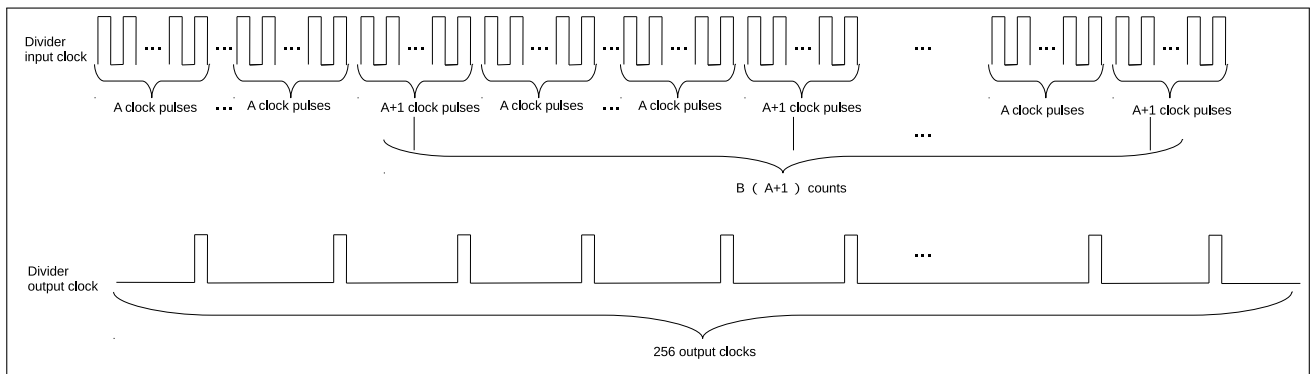 Divider
input clock
... ... ... ... ... ... ... ... ... ...
A clock pulses ... A clock pulses A+1 clock pulses A clock pulses ... A clock pulses A+1 clock pulses A clock pulses A+1 clock pulses
...
B ( A+1 ) counts
Divider
output clock
...
256 output clocks